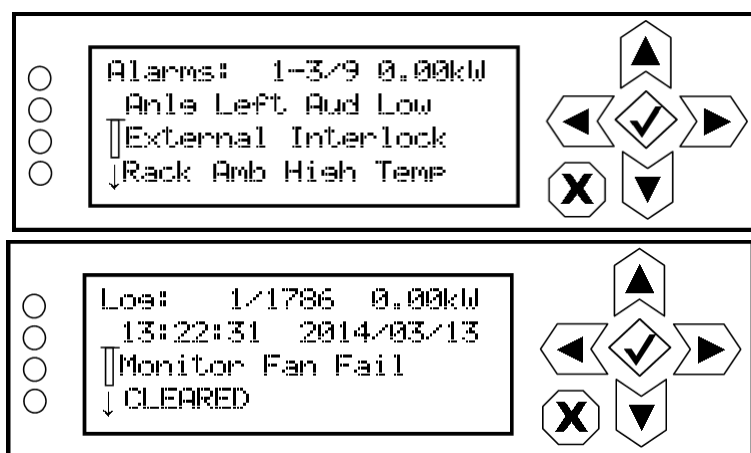 Alarms: 1-3/9 0.00kW
Anlg Left Aud Low
External Interlock
↓Rack Amb High Temp
X
Log: 1/1786 0.00kW
13:22:31 2014/03/13
Monitor Fan Fail
↓ CLEARED
X